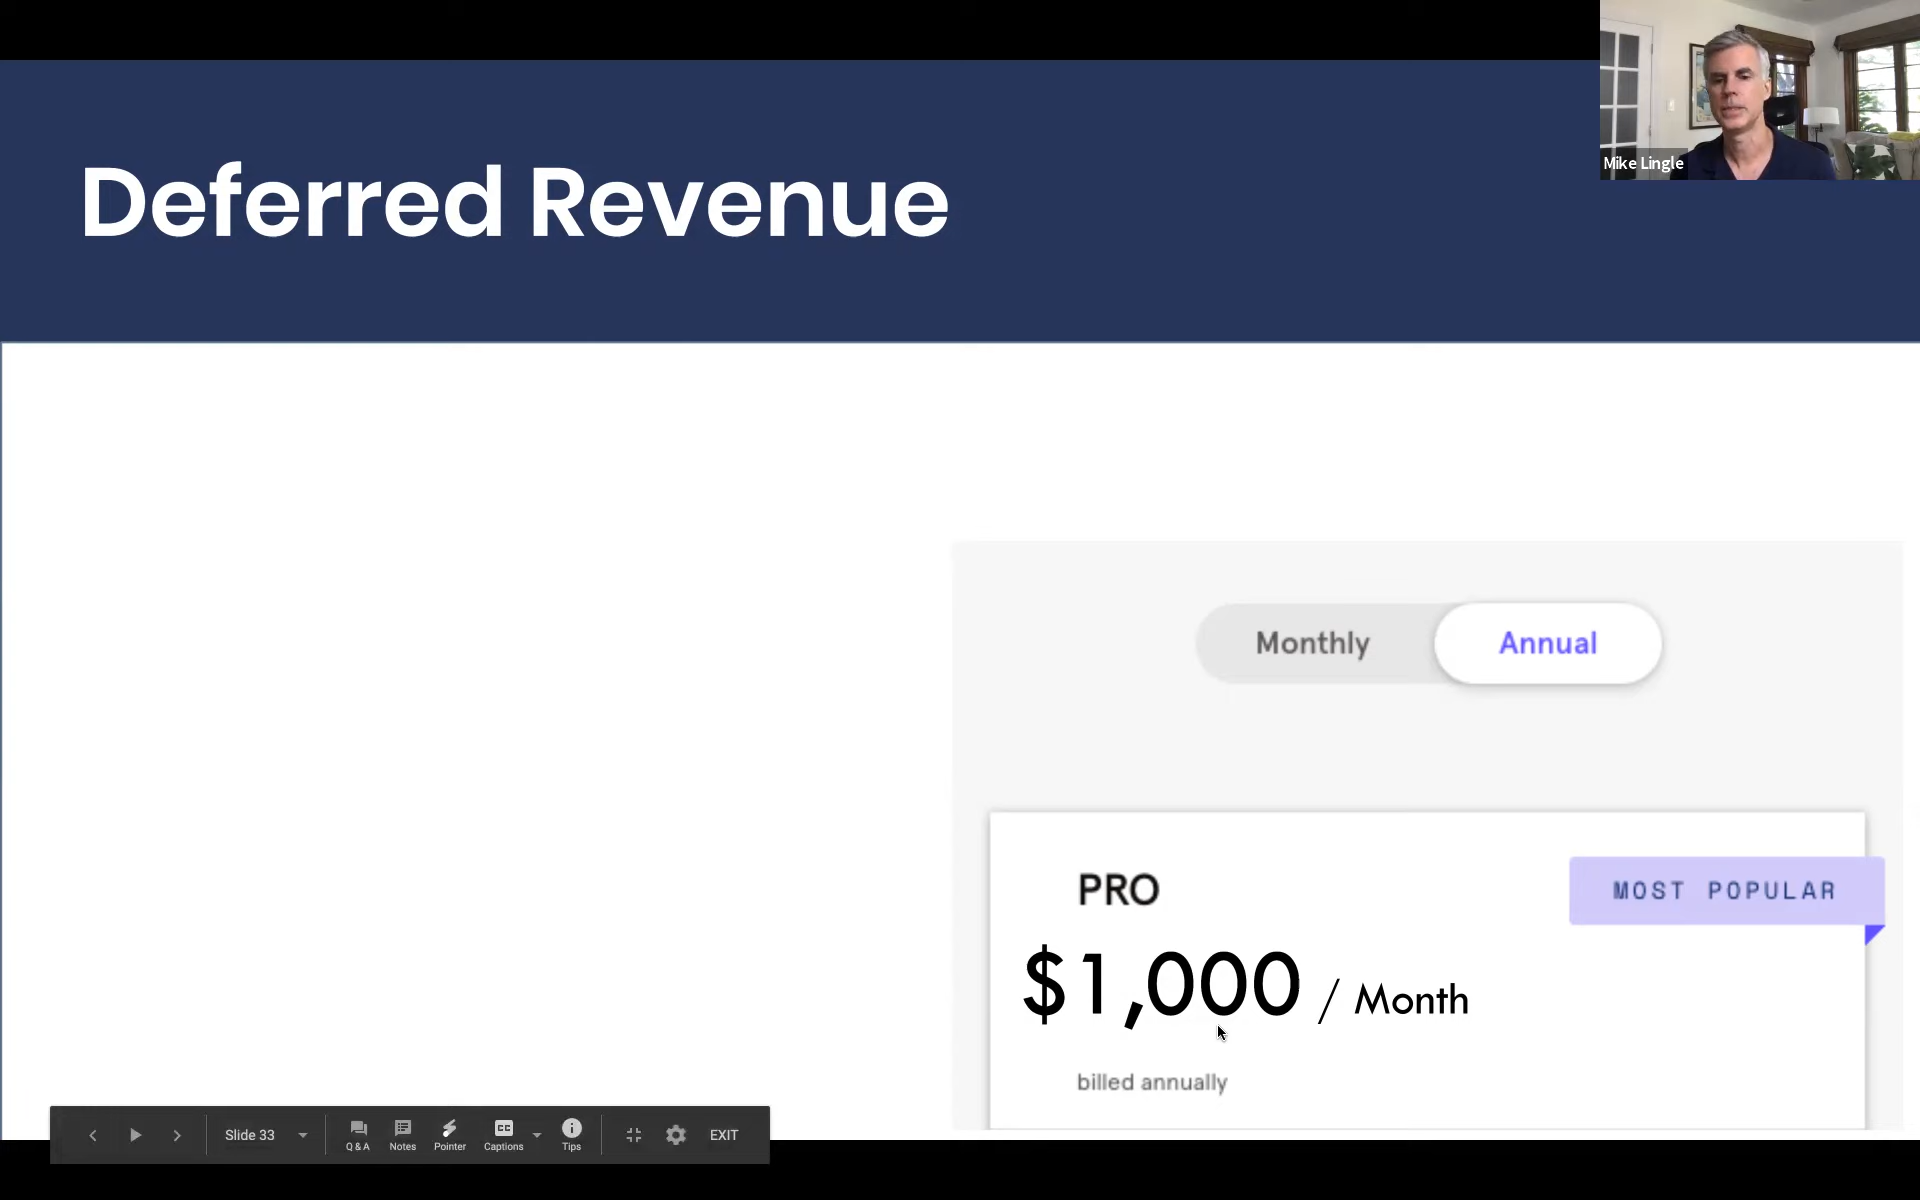 Mike Lingle
Deferred Revenue
Monthly
Annual
PRO
MOST POPULAR
$1,000 / Month
billed annually
Slide 33
Q & A
Notes
Pointer
CC
Captions
Tips
EXIT